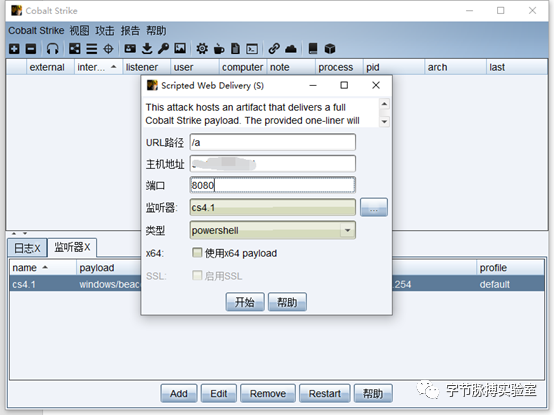 Cobalt Strike
Cobalt Strike 视图 攻击 报告 帮助
external inter... listener user computer note process pid arch last
Scripted Web Delivery (S)
This attack hosts an artifact that delivers a full
Cobalt Strike payload. The provided one-liner will
URL路径 /a
主机地址
端口 8080
监听器: cs4.1 ...
类型 powershell
x64: 使用x64 payload
SSL: 启用SSL
开始 帮助
日志X 监听器X
name payload profile
cs4.1 windows/beac .254 default
Add Edit Remove Restart 帮助
字节脉搏实验室